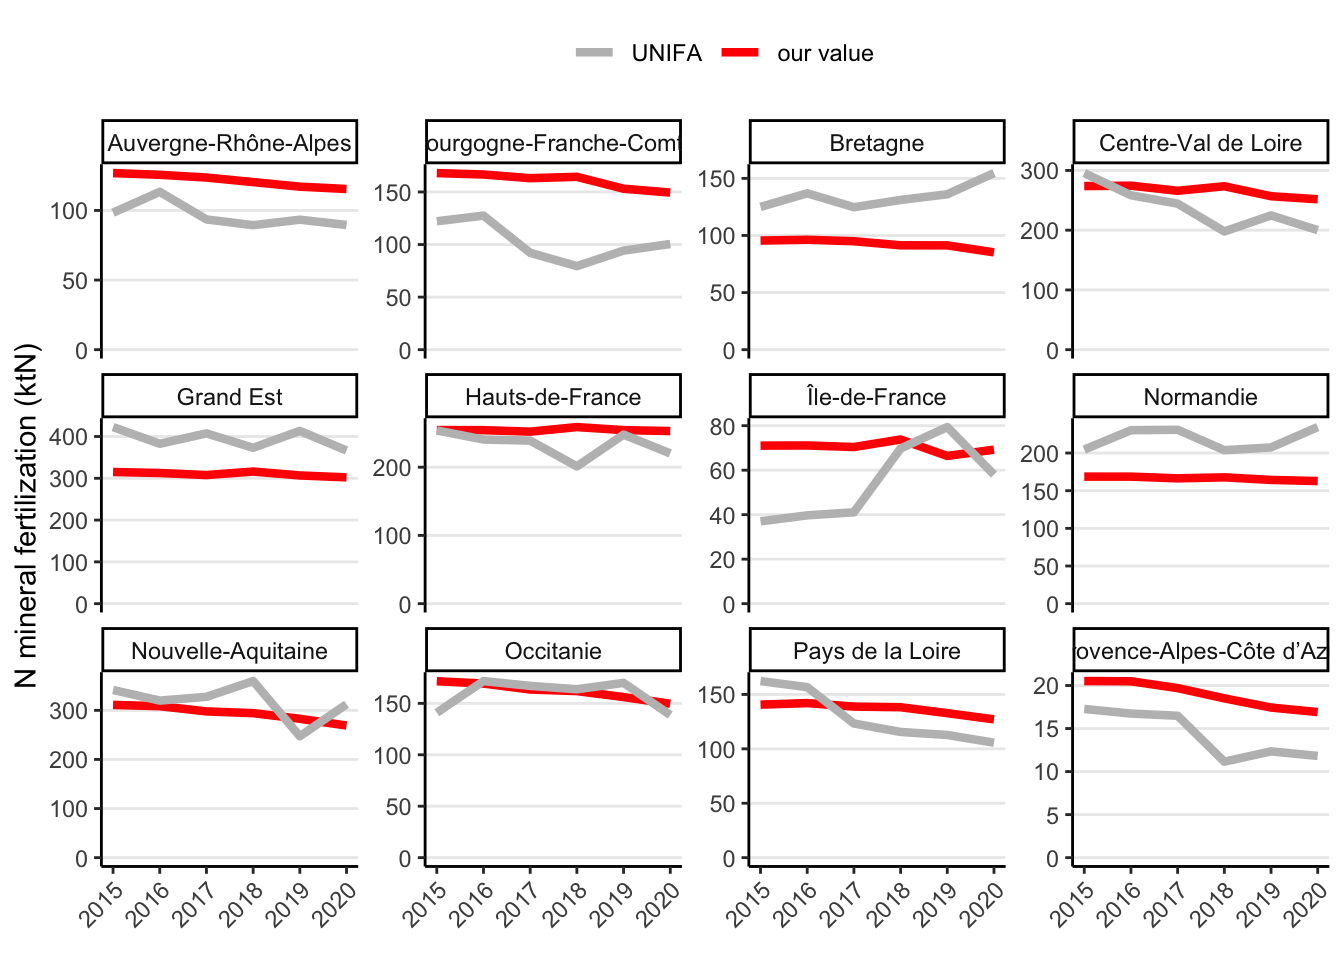 UNIFA our value
N mineral fertilization (ktN)
Auvergne-Rhône-Alpes
100
50
0
ourgogne-Franche-Comt
150
100
50
0
Bretagne
150
100
50
0
Centre-Val de Loire
300
200
100
0
Grand Est
400
300
200
100
0
Hauts-de-France
200
100
0
Île-de-France
80
60
40
20
0
Normandie
200
150
100
50
0
Nouvelle-Aquitaine
300
200
100
0
Occitanie
150
100
50
0
Pays de la Loire
150
100
50
0
rovence-Alpes-Côte d’Az
20
15
10
5
0
2015 2016 2017 2018 2019 2020
2015 2016 2017 2018 2019 2020
2015 2016 2017 2018 2019 2020
2015 2016 2017 2018 2019 2020